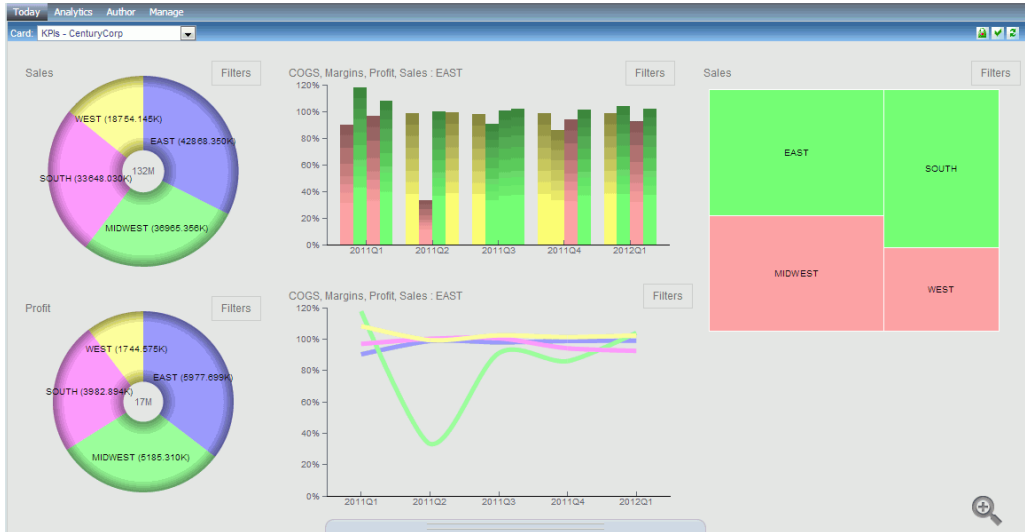 Today Analytics Author Manage
Card: KPIs - CenturyCorp
Sales
Filters
WEST (18754.145K)
EAST (42868.350K)
SOUTH (33648.030K)
132M
MIDWEST (36965.356K)
COGS, Margins, Profit, Sales : EAST
Filters
120%
100%
80%
60%
40%
20%
0%
2011Q1 2011Q2 2011Q3 2011Q4 2012Q1
Sales
Filters
EAST
SOUTH
MIDWEST
WEST
Profit
Filters
WEST (1744.575K)
EAST (5977.699K)
SOUTH (3982.894K)
17M
MIDWEST (5185.310K)
COGS, Margins, Profit, Sales : EAST
Filters
120%
100%
80%
60%
40%
20%
0%
2011Q1 2011Q2 2011Q3 2011Q4 2012Q1